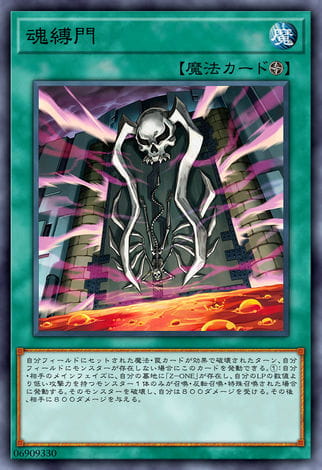 魂縛門
魔
【魔法カード】
自分フィールドにセットされた魔法・罠カードが効果で破壊されたターン、自分
フィールドにモンスターが存在しない場合にこのカードを発動できる。①:自分
・相手のメインフェイズに、自分の墓地に「Z-ONE」が存在し、自分のLPの数値よ
り低い攻撃力を持つモンスター1体のみが召喚・反転召喚・特殊召喚された場合
に発動する。そのモンスターを破壊し、自分は800ダメージを受ける。その後、
相手に800ダメージを与える。
06909330